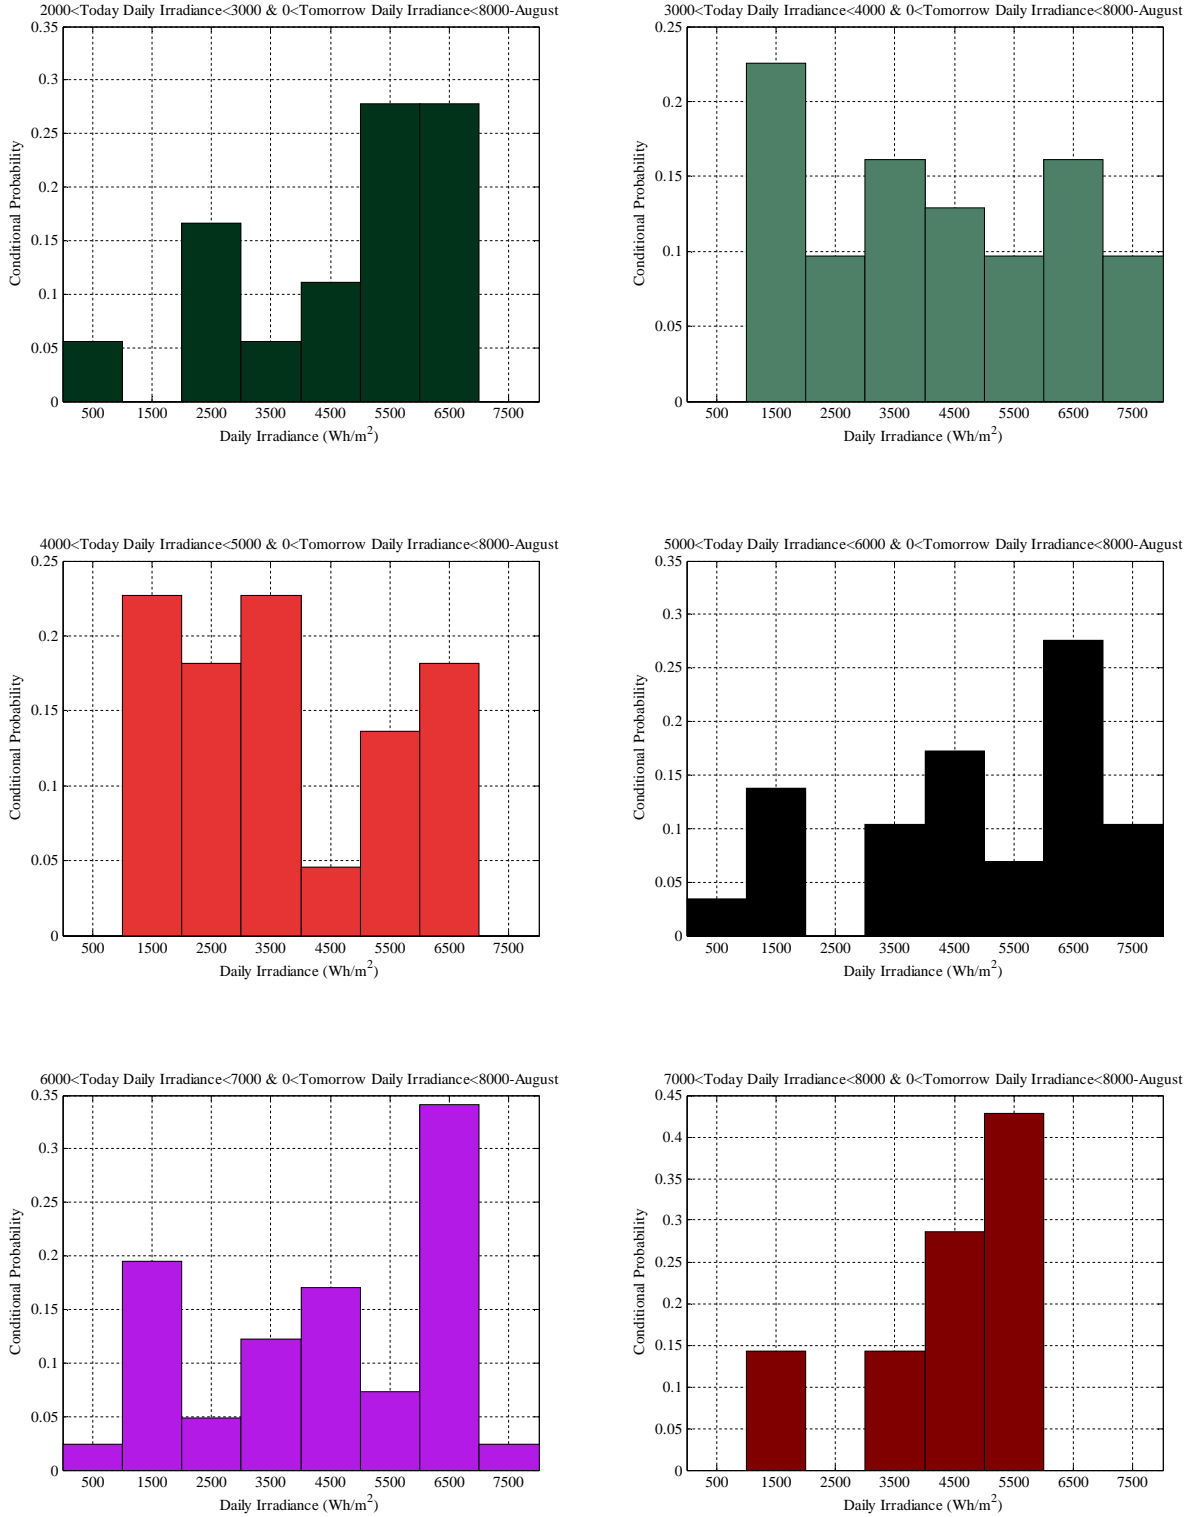 2000<Today Daily Irradiance<3000 & 0<Tomorrow Daily Irradiance<8000-August
0.35
0.3
0.25
0.2
0.15
0.1
0.05
0
Conditional Probability
500 1500 2500 3500 4500 5500 6500 7500
Daily Irradiance (Wh/m²)
3000<Today Daily Irradiance<4000 & 0<Tomorrow Daily Irradiance<8000-August
0.25
0.2
0.15
0.1
0.05
0
Conditional Probability
500 1500 2500 3500 4500 5500 6500 7500
Daily Irradiance (Wh/m²)
4000<Today Daily Irradiance<5000 & 0<Tomorrow Daily Irradiance<8000-August
0.25
0.2
0.15
0.1
0.05
0
Conditional Probability
500 1500 2500 3500 4500 5500 6500 7500
Daily Irradiance (Wh/m²)
5000<Today Daily Irradiance<6000 & 0<Tomorrow Daily Irradiance<8000-August
0.35
0.3
0.25
0.2
0.15
0.1
0.05
0
Conditional Probability
500 1500 2500 3500 4500 5500 6500 7500
Daily Irradiance (Wh/m²)
6000<Today Daily Irradiance<7000 & 0<Tomorrow Daily Irradiance<8000-August
0.35
0.3
0.25
0.2
0.15
0.1
0.05
0
Conditional Probability
500 1500 2500 3500 4500 5500 6500 7500
Daily Irradiance (Wh/m²)
7000<Today Daily Irradiance<8000 & 0<Tomorrow Daily Irradiance<8000-August
0.45
0.4
0.35
0.3
0.25
0.2
0.15
0.1
0.05
0
Conditional Probability
500 1500 2500 3500 4500 5500 6500 7500
Daily Irradiance (Wh/m²)